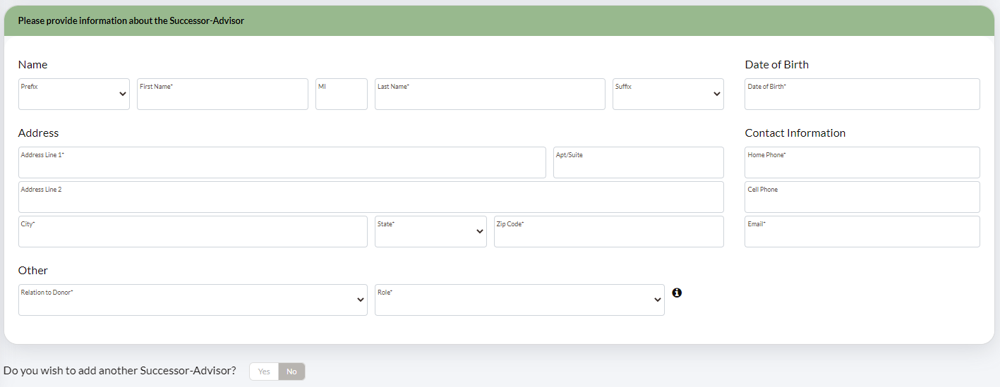 Please provide information about the Successor-Advisor
Name
Prefix
First Name*
MI
Last Name*
Suffix
Date of Birth
Date of Birth*
Address
Address Line 1*
Apt/Suite
Address Line 2
City*
State*
Zip Code*
Contact Information
Home Phone*
Cell Phone
Email*
Other
Relation to Donor*
Role*
Do you wish to add another Successor-Advisor? Yes No